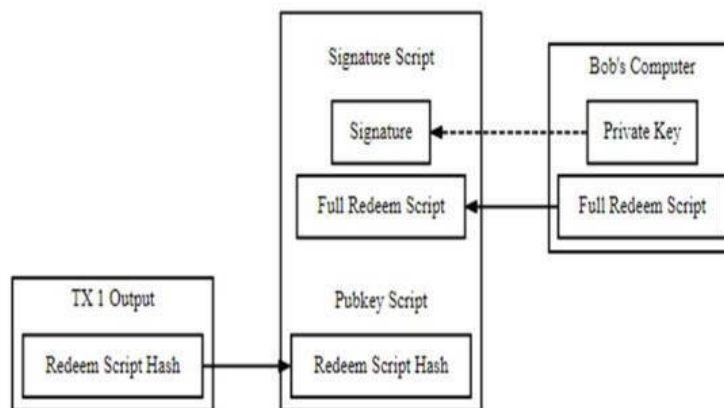 Signature Script
Signature
Full Redeem Script
Pubkey Script
Redeem Script Hash
Bob's Computer
Private Key
Full Redeem Script
TX 1 Output
Redeem Script Hash